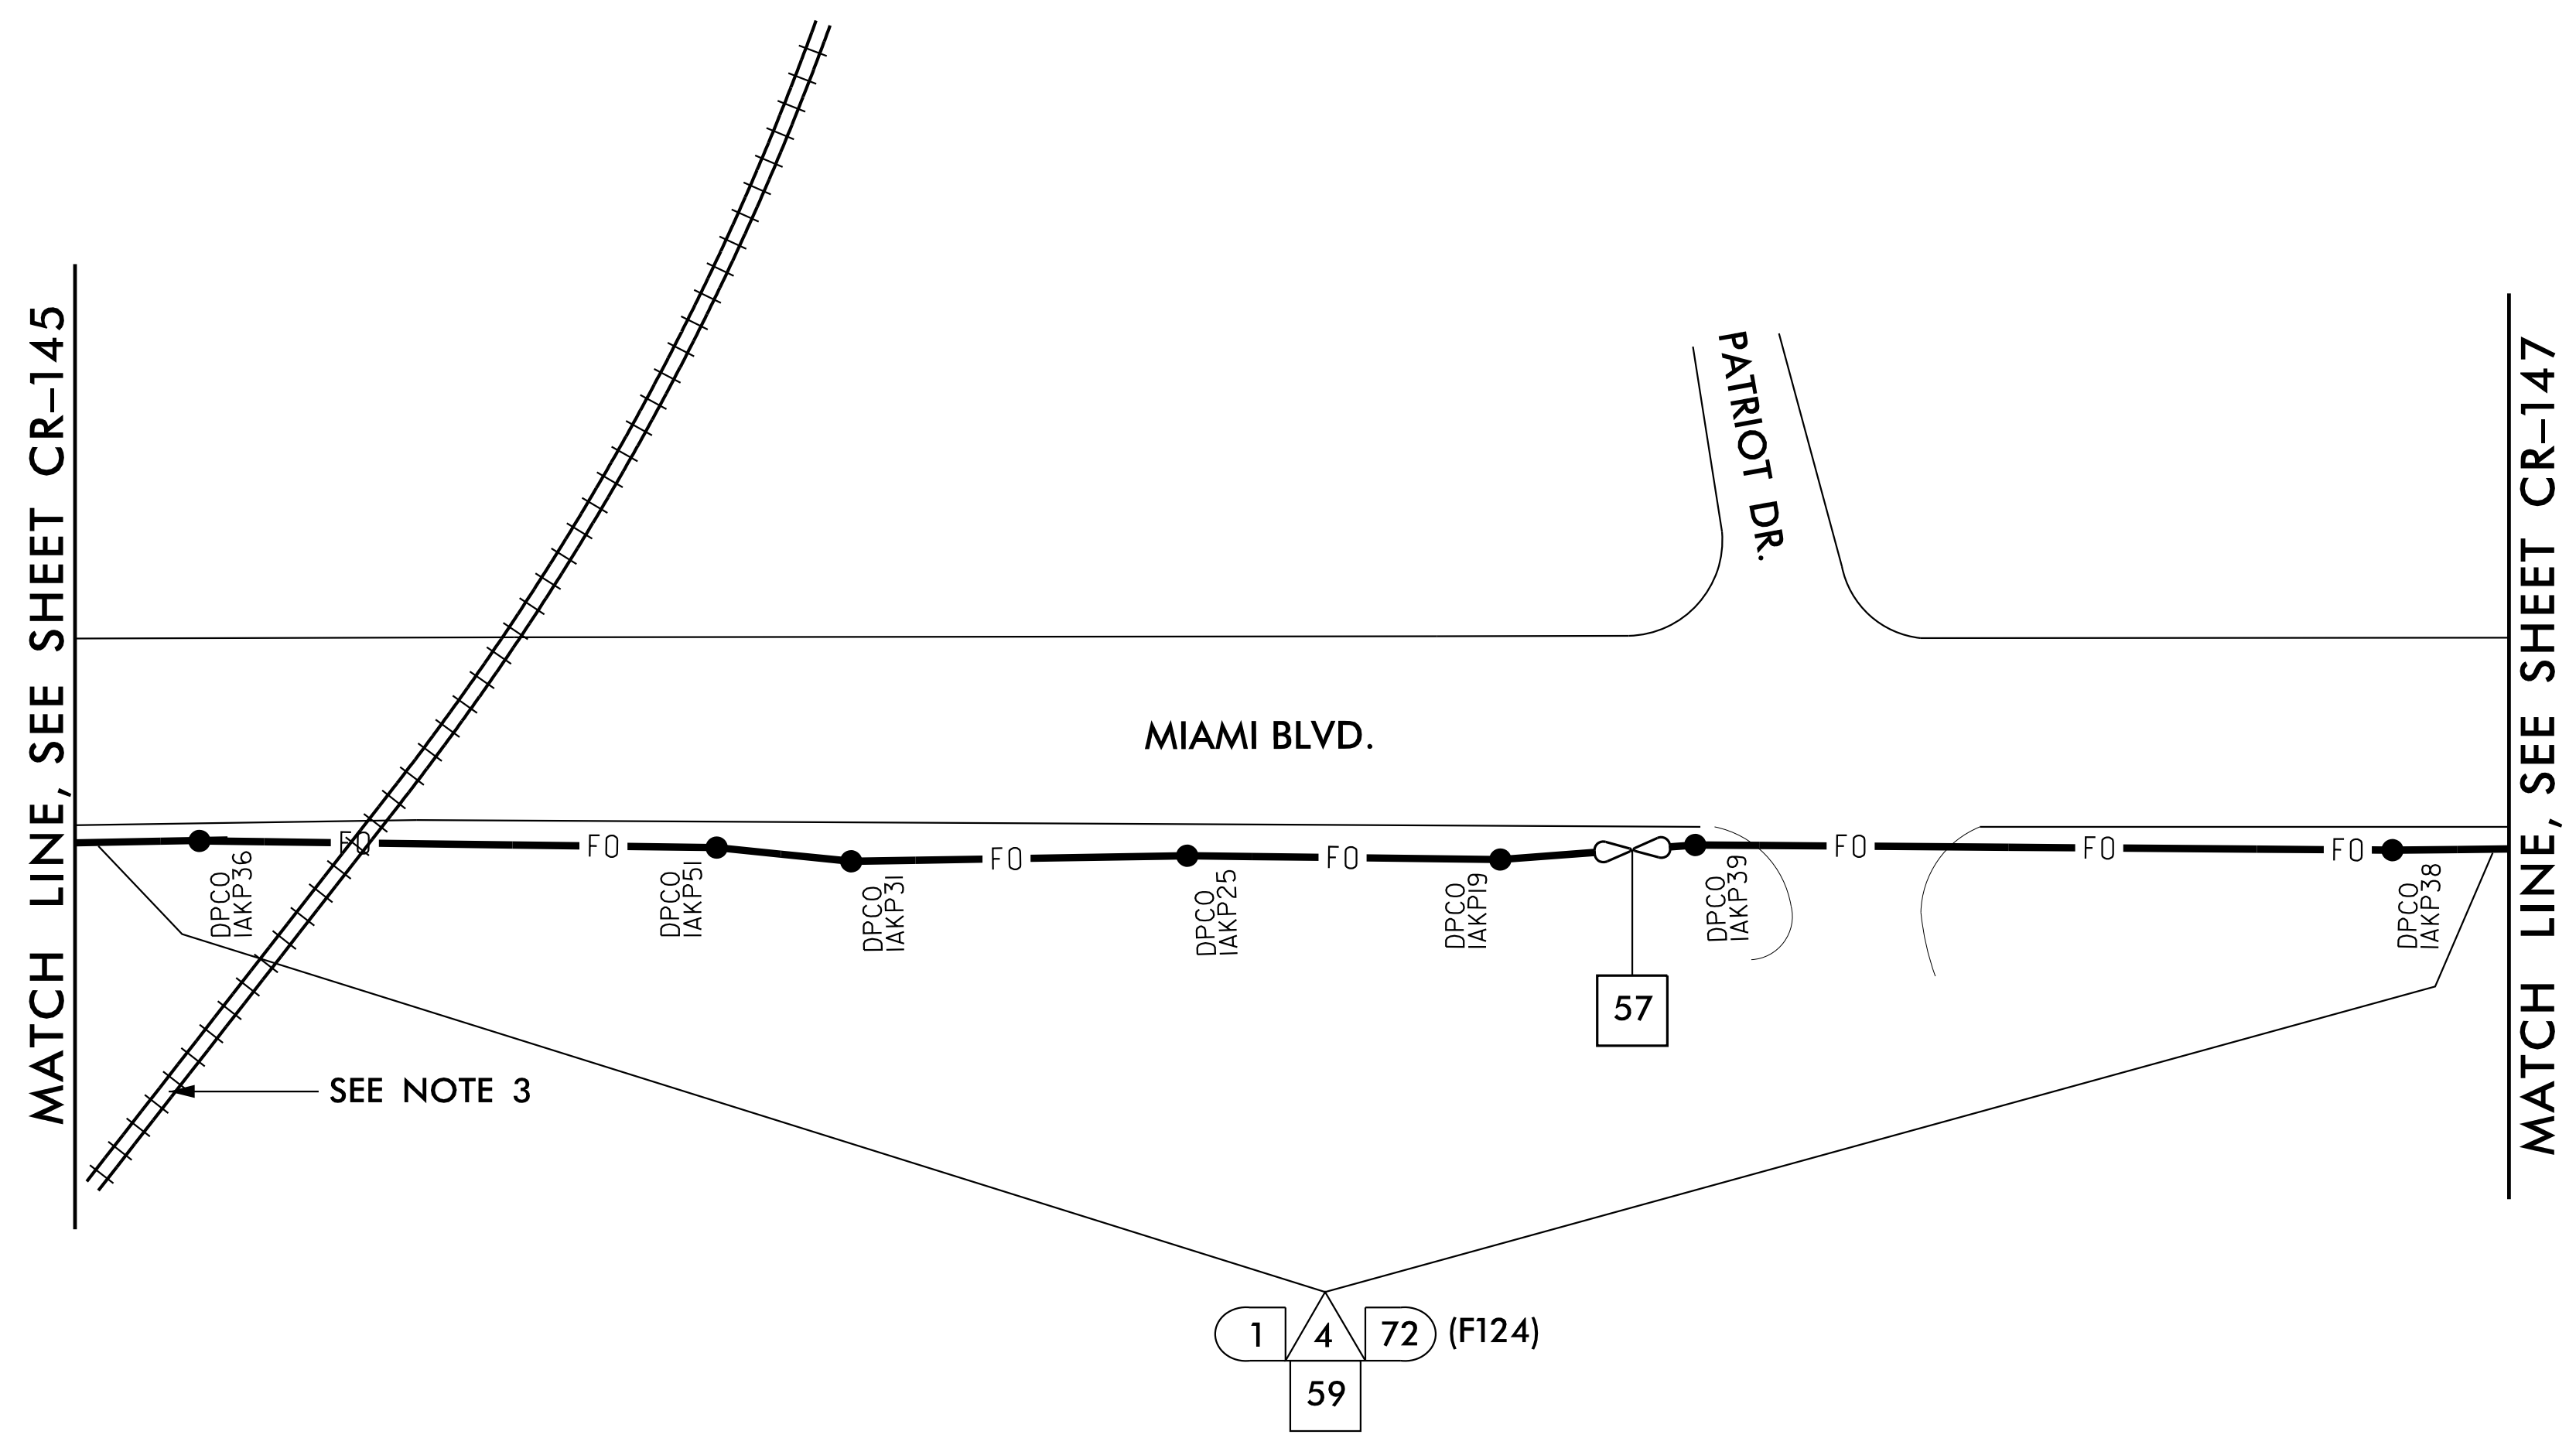 MATCH LINE, SEE SHEET CR-145
MATCH LINE, SEE SHEET CR-147
PATRIOT DR.
MIAMI BLVD.
FO
FO
FO
FO
FO
FO
FO
DPCO
IAKP36
DPCO
IAKP51
DPCO
IAKP31
DPCO
IAKP25
DPCO
IAKP19
DPCO
IAKP39
DPCO
IAKP38
57
SEE NOTE 3
1 4 72 (F124)
59